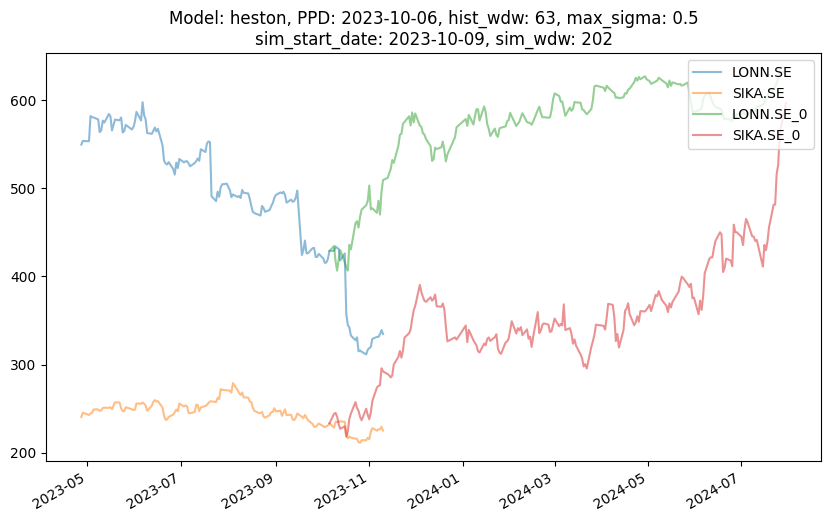 Model: heston, PPD: 2023-10-06, hist_wdw: 63, max_sigma: 0.5
sim_start_date: 2023-10-09, sim_wdw: 202
LONN.SE
SIKA.SE
LONN.SE_0
SIKA.SE_0
600
500
400
300
200
2023-05
2023-07
2023-09
2023-11
2024-01
2024-03
2024-05
2024-07